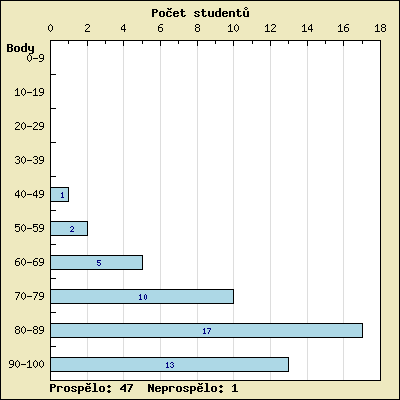 Počet studentů
0 2 4 6 8 10 12 14 16 18
Body
0-9
10-19
20-29
30-39
40-49 1
50-59 2
60-69 5
70-79 10
80-89 17
90-100 13
Prospělo: 47 Neprospělo: 1